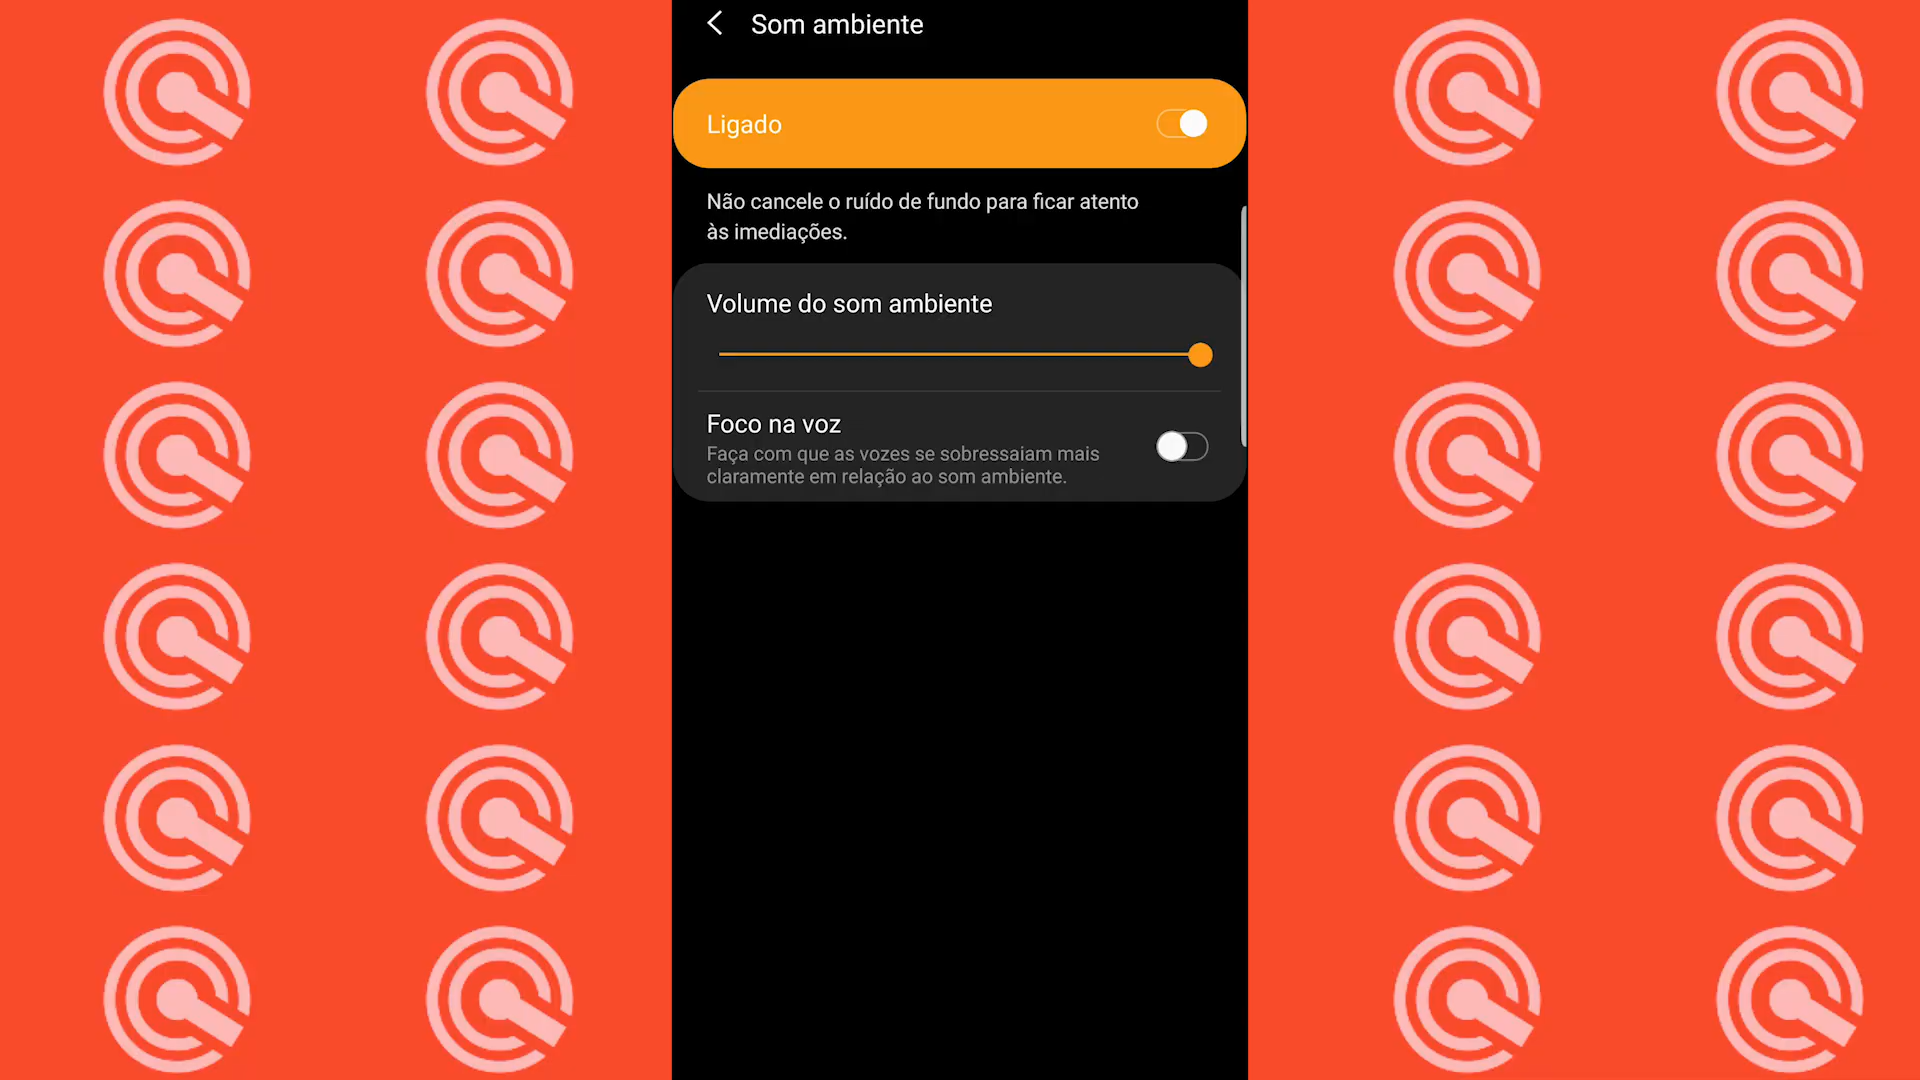 Som ambiente
Ligado
Não cancele o ruído de fundo para ficar atento
às imediações.
Volume do som ambiente
Foco na voz
Faça com que as vozes se sobressaiam mais
claramente em relação ao som ambiente.